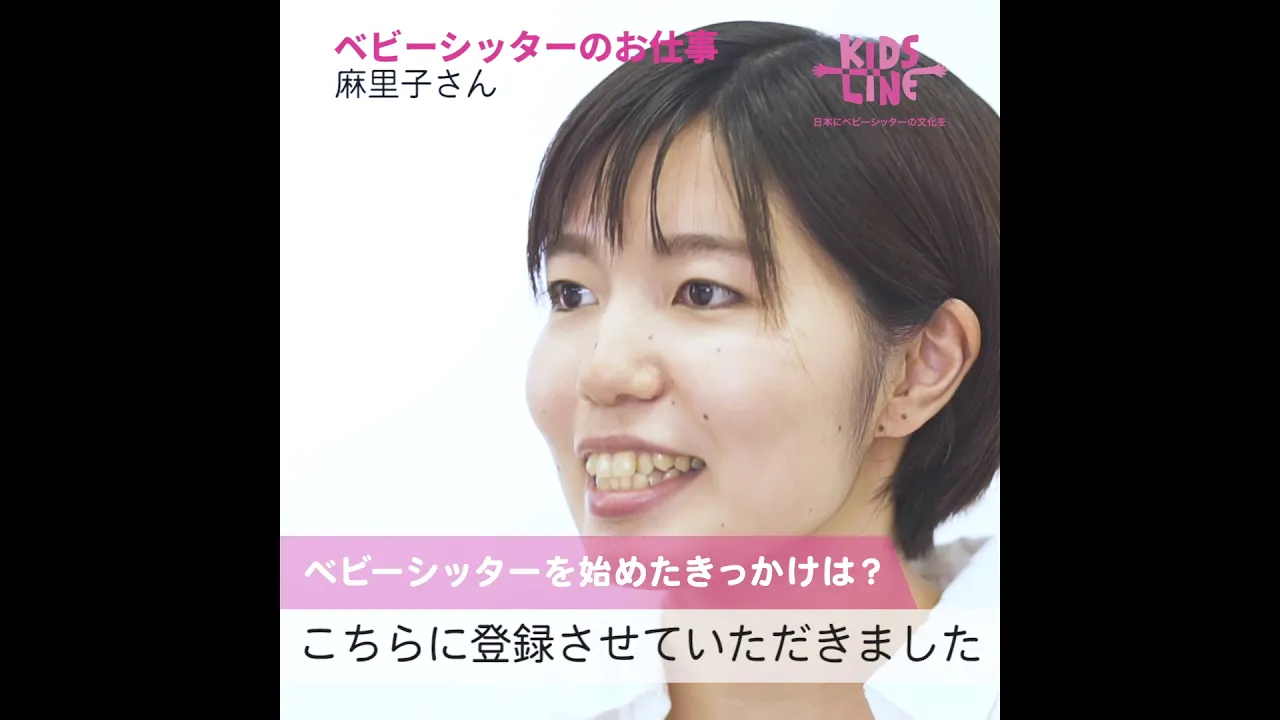 ベビーシッターのお仕事
麻里子さん
KIDS
LINE
日本にベビーシッターの文化を
ベビーシッターを始めたきっかけは？
こちらに登録させていただきました